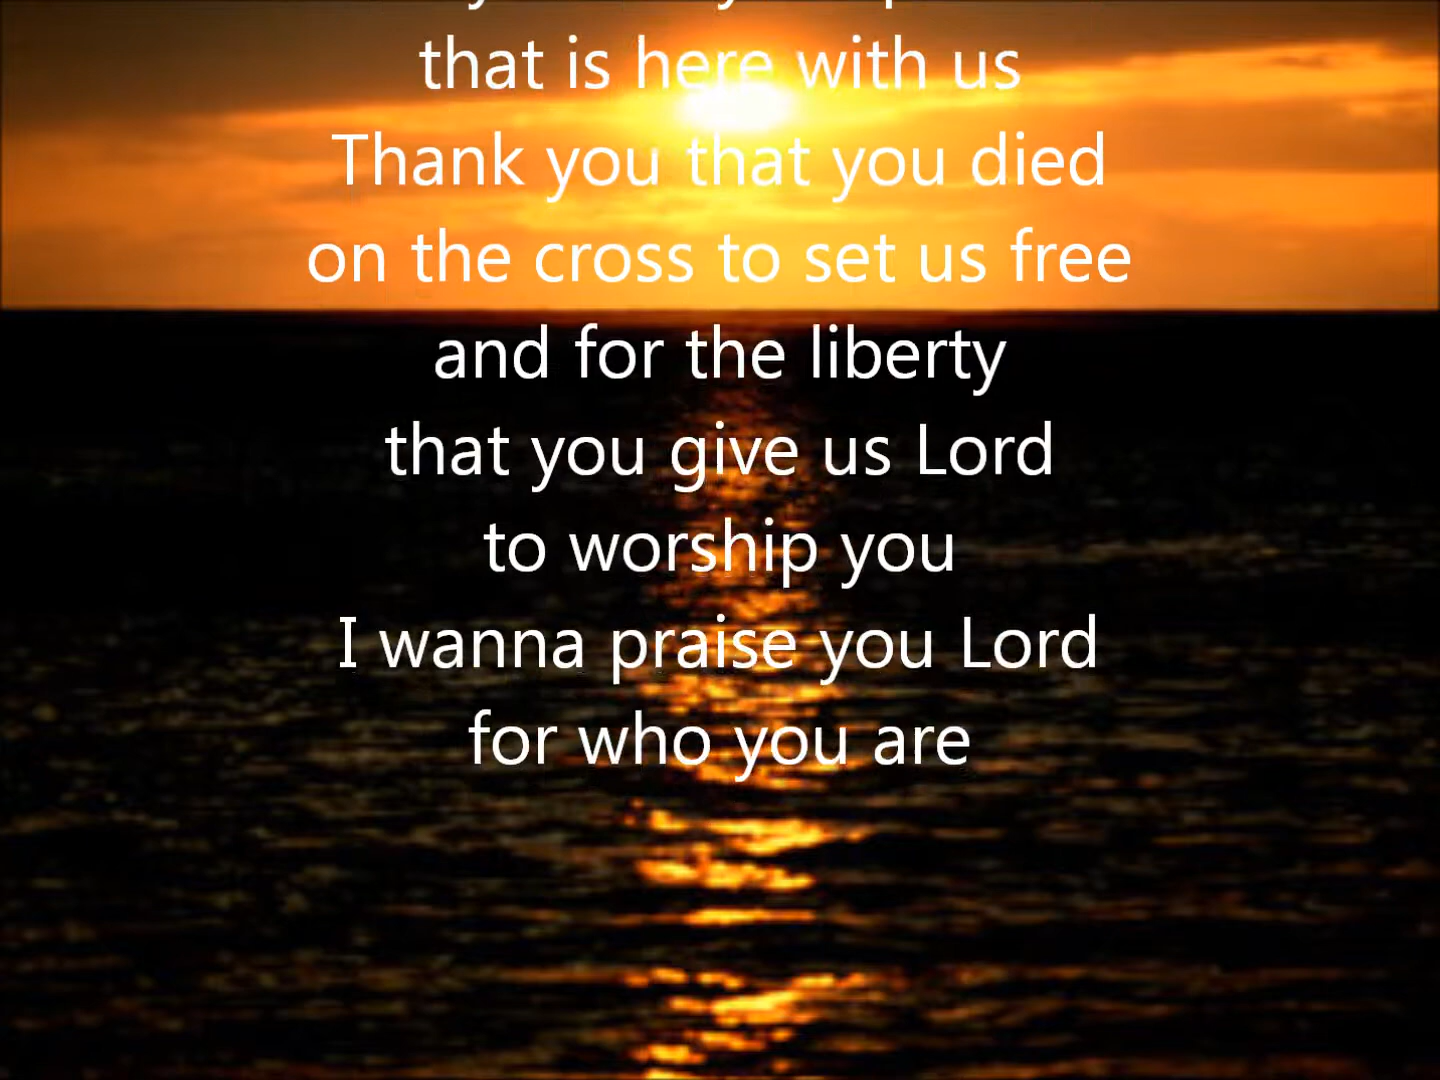 that is here with us
Thank you that you died
on the cross to set us free
and for the liberty
that you give us Lord
to worship you
I wanna praise you Lord
for who you are